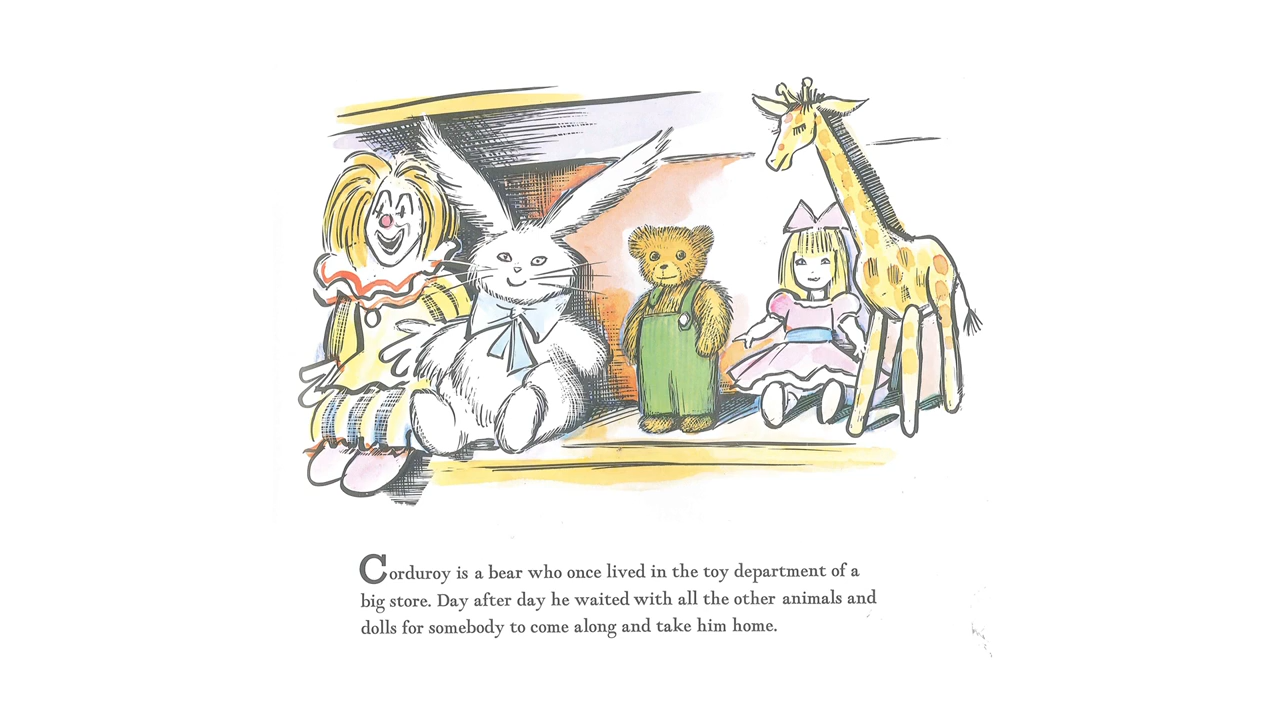 Corduroy is a bear who once lived in the toy department of a
big store. Day after day he waited with all the other animals and
dolls for somebody to come along and take him home.